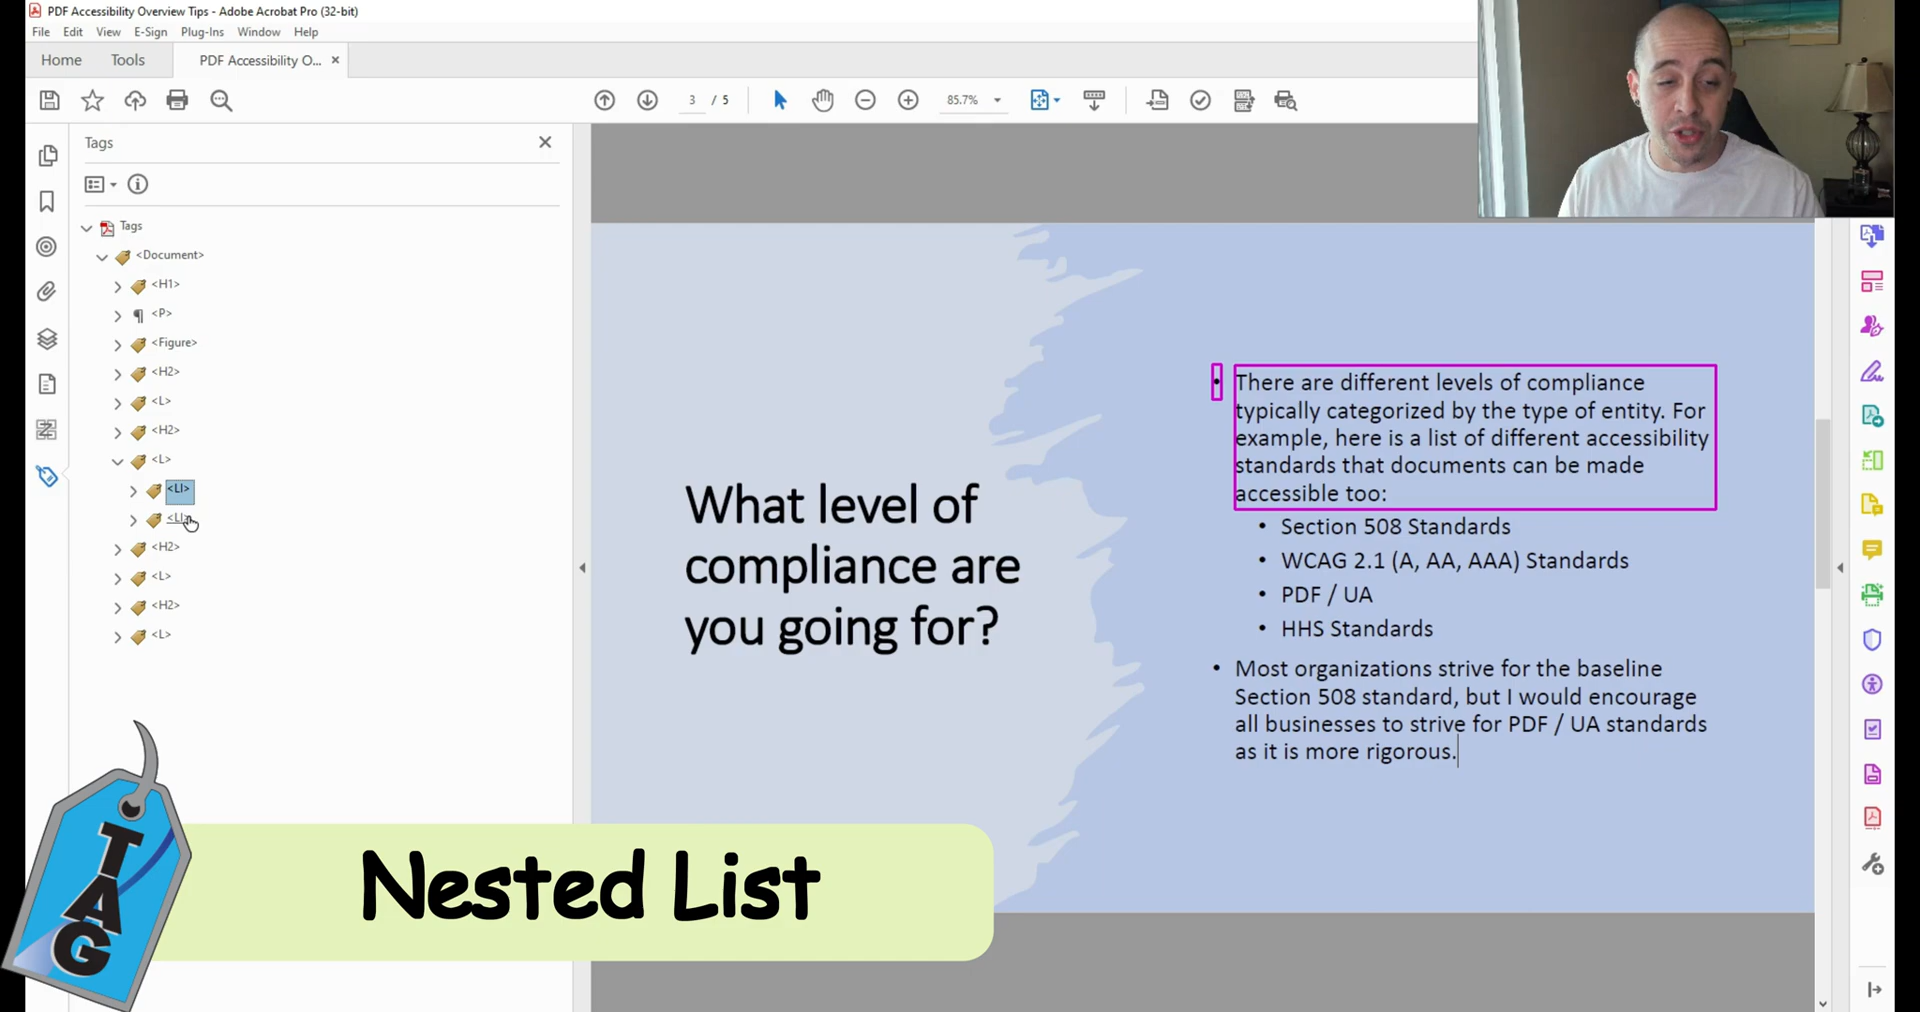 PDF Accessibility Overview Tips - Adobe Acrobat Pro (32-bit)
File Edit View E-Sign Plug-Ins Window Help
Home Tools PDF Accessibility O... ×
3 / 5 85.7%
Tags
Tags
<Document>
<H1>
<P>
<Figure>
<H2>
<L>
<H2>
<L>
<LI>
<LI>
<H2>
<L>
<H2>
<L>
What level of
compliance are
you going for?
• There are different levels of compliance
typically categorized by the type of entity. For
example, here is a list of different accessibility
standards that documents can be made
accessible too:
• Section 508 Standards
• WCAG 2.1 (A, AA, AAA) Standards
• PDF / UA
• HHS Standards
• Most organizations strive for the baseline
Section 508 standard, but I would encourage
all businesses to strive for PDF / UA standards
as it is more rigorous.
TAG
Nested List